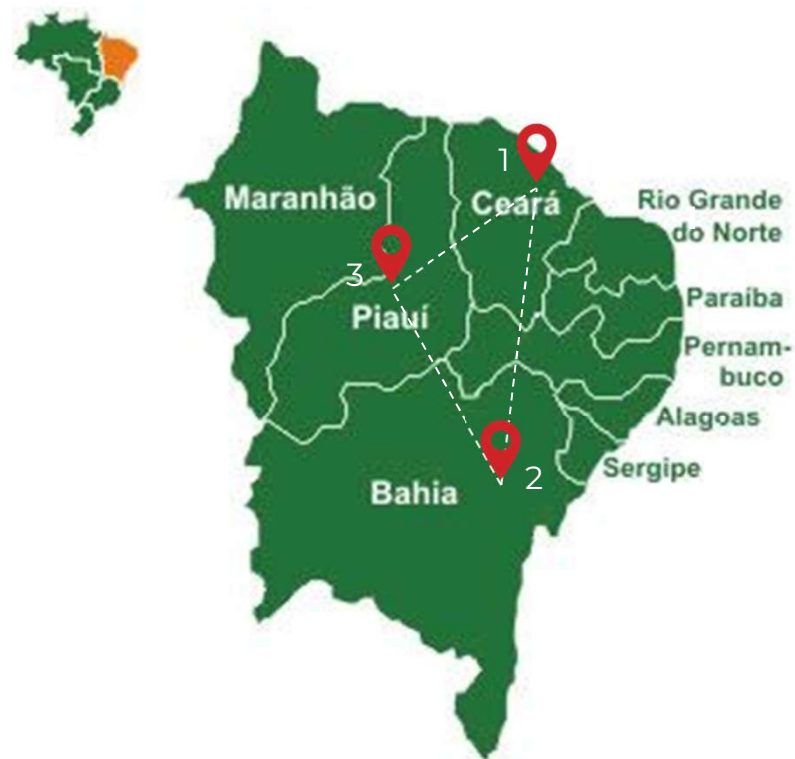 1
Maranhão
Ceará
Rio Grande
do Norte
3
Piauí
Paraíba
Pernam-
buco
Alagoas
Sergipe
2
Bahia